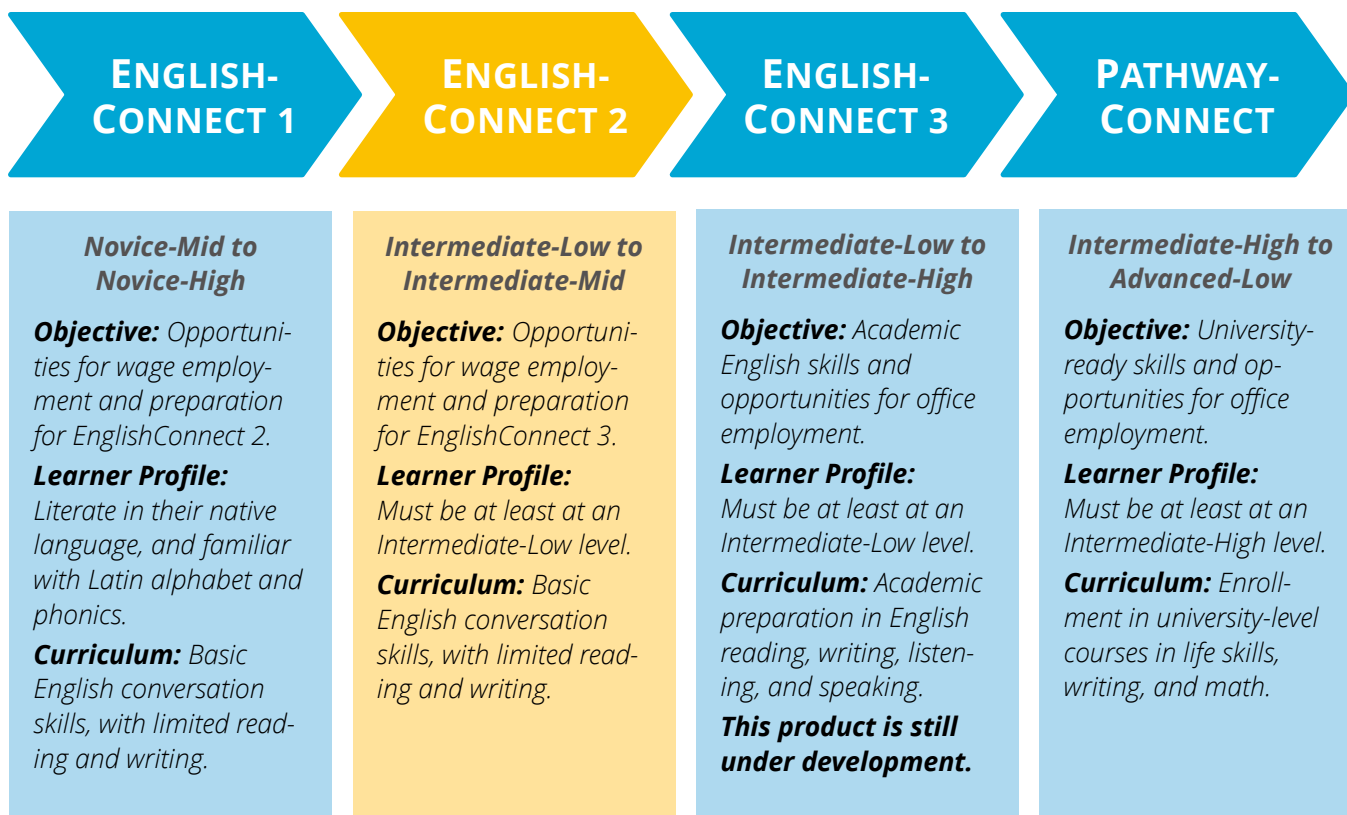 ENGLISH-
CONNECT 1
ENGLISH-
CONNECT 2
ENGLISH-
CONNECT 3
PATHWAY-
CONNECT
Novice-Mid to
Novice-High
Objective: Opportuni-
ties for wage employ-
ment and preparation
for EnglishConnect 2.
Learner Profile:
Literate in their native
language, and familiar
with Latin alphabet and
phonics.
Curriculum: Basic
English conversation
skills, with limited read-
ing and writing.
Intermediate-Low to
Intermediate-Mid
Objective: Opportuni-
ties for wage employ-
ment and preparation
for EnglishConnect 3.
Learner Profile:
Must be at least at an
Intermediate-Low level.
Curriculum: Basic
English conversation
skills, with limited read-
ing and writing.
Intermediate-Low to
Intermediate-High
Objective: Academic
English skills and
opportunities for office
employment.
Learner Profile:
Must be at least at an
Intermediate-Low level.
Curriculum: Academic
preparation in English
reading, writing, listen-
ing, and speaking.
This product is still
under development.
Intermediate-High to
Advanced-Low
Objective: University-
ready skills and op-
portunities for office
employment.
Learner Profile:
Must be at least at an
Intermediate-High level.
Curriculum: Enroll-
ment in university-level
courses in life skills,
writing, and math.